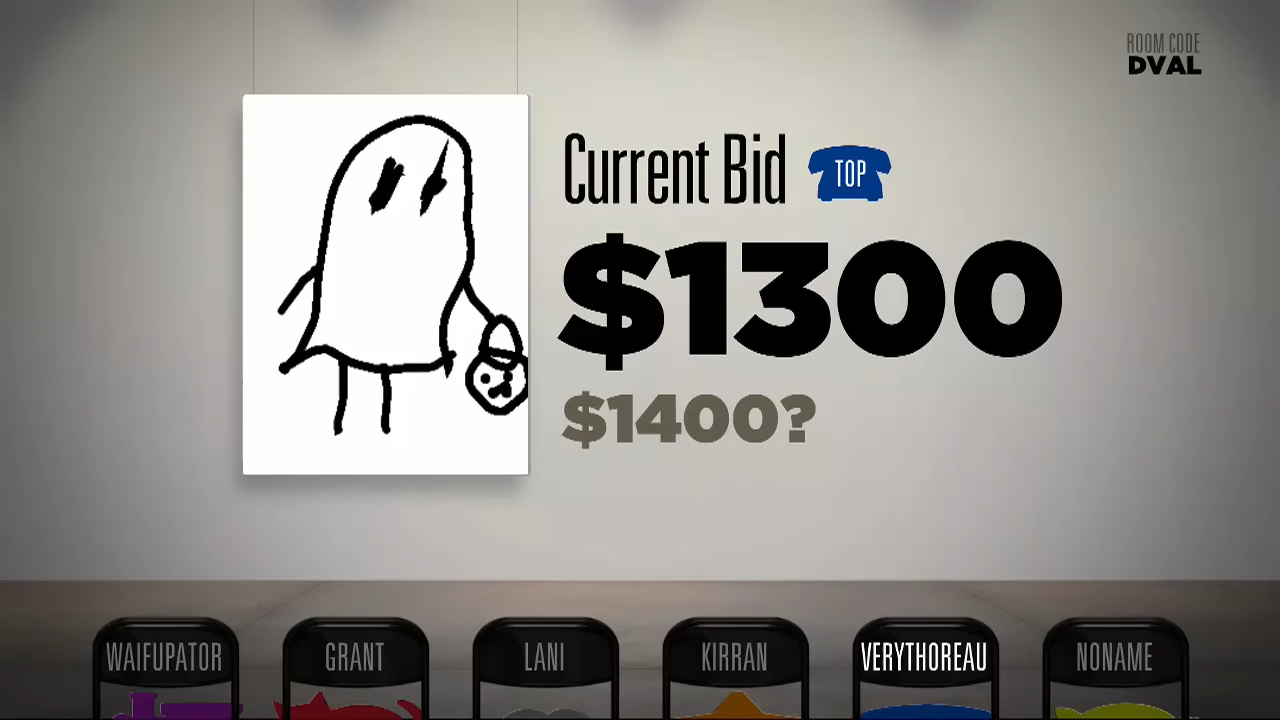 ROOM CODE
DVAL
Current Bid
TOP
$1300
$1400?
WAIFUPATOR
GRANT
LANI
KIRRAN
VERYTHOREAU
NONAME